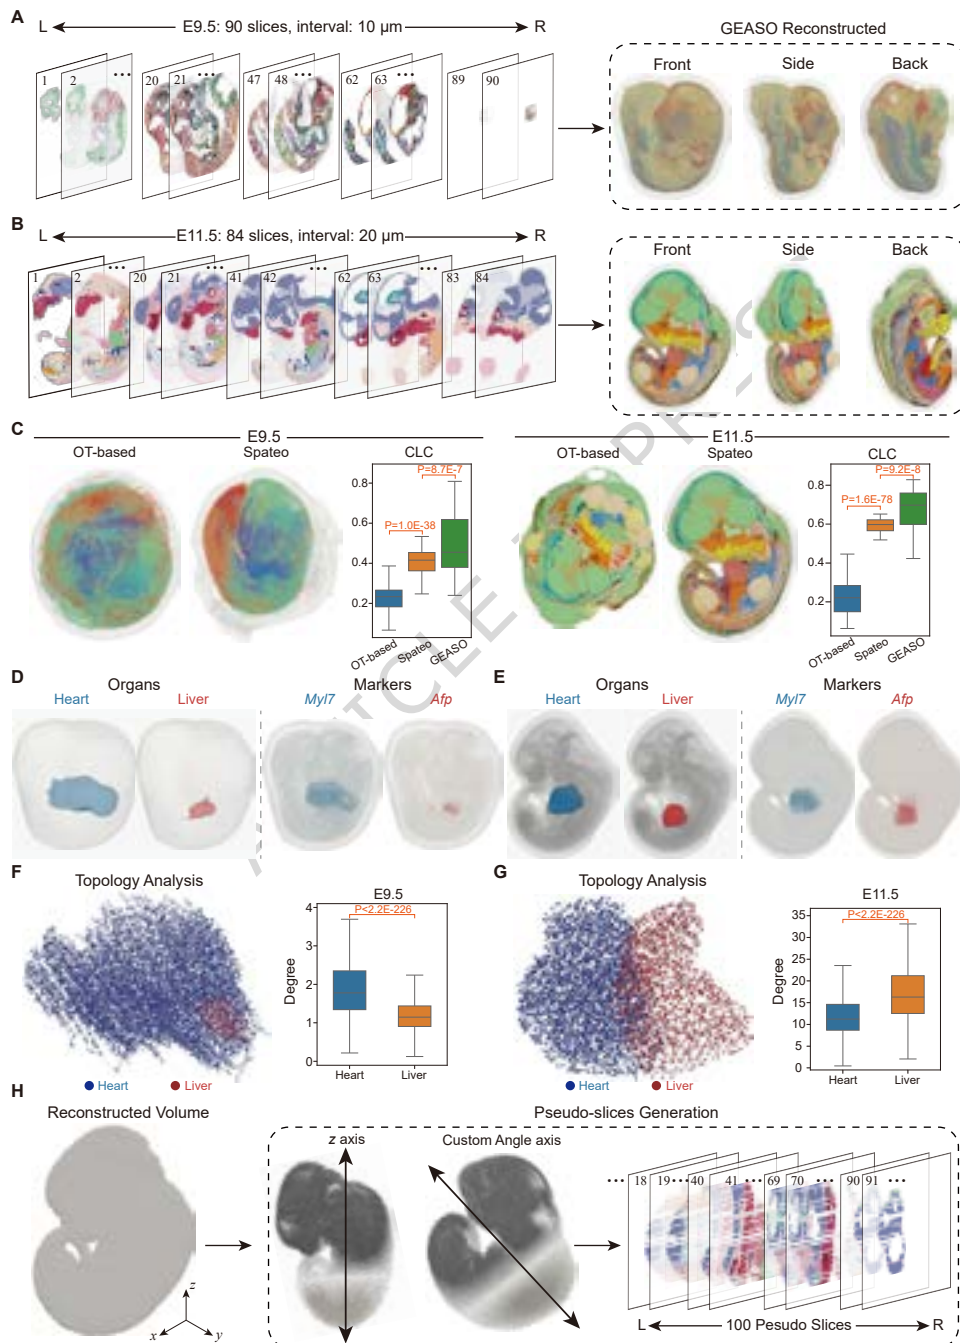 A
L E9.5: 90 slices, interval: 10 µm R
GEASO Reconstructed
1 2 ••• 20 21 ••• 47 48 ••• 62 63 ••• 89 90
Front Side Back
B
L E11.5: 84 slices, interval: 20 µm R
1 2 ••• 20 21 ••• 41 42 ••• 62 63 ••• 83 84
Front Side Back
C
E9.5
E11.5
OT-based Spateo CLC
OT-based Spateo CLC
P=8.7E-7
P=1.0E-38
0.8
0.6
0.4
0.2
OT-based Spateo GEASO
P=9.2E-8
P=1.6E-78
0.8
0.6
0.4
0.2
OT-based Spateo GEASO
D
Organs Markers
Heart Liver Myl7 Afp
E
Organs Markers
Heart Liver Myl7 Afp
F
Topology Analysis
Heart Liver
E9.5
P<2.2E-226
Degree
4
3
2
1
0
Heart Liver
G
Topology Analysis
Heart Liver
E11.5
P<2.2E-226
Degree
35
30
25
20
15
10
5
0
Heart Liver
H
Reconstructed Volume
Pseudo-slices Generation
z axis
Custom Angle axis
••• 18 19 ••• 40 41 ••• 69 70 ••• 90 91 •••
z
x y
L 100 Pesudo Slices R